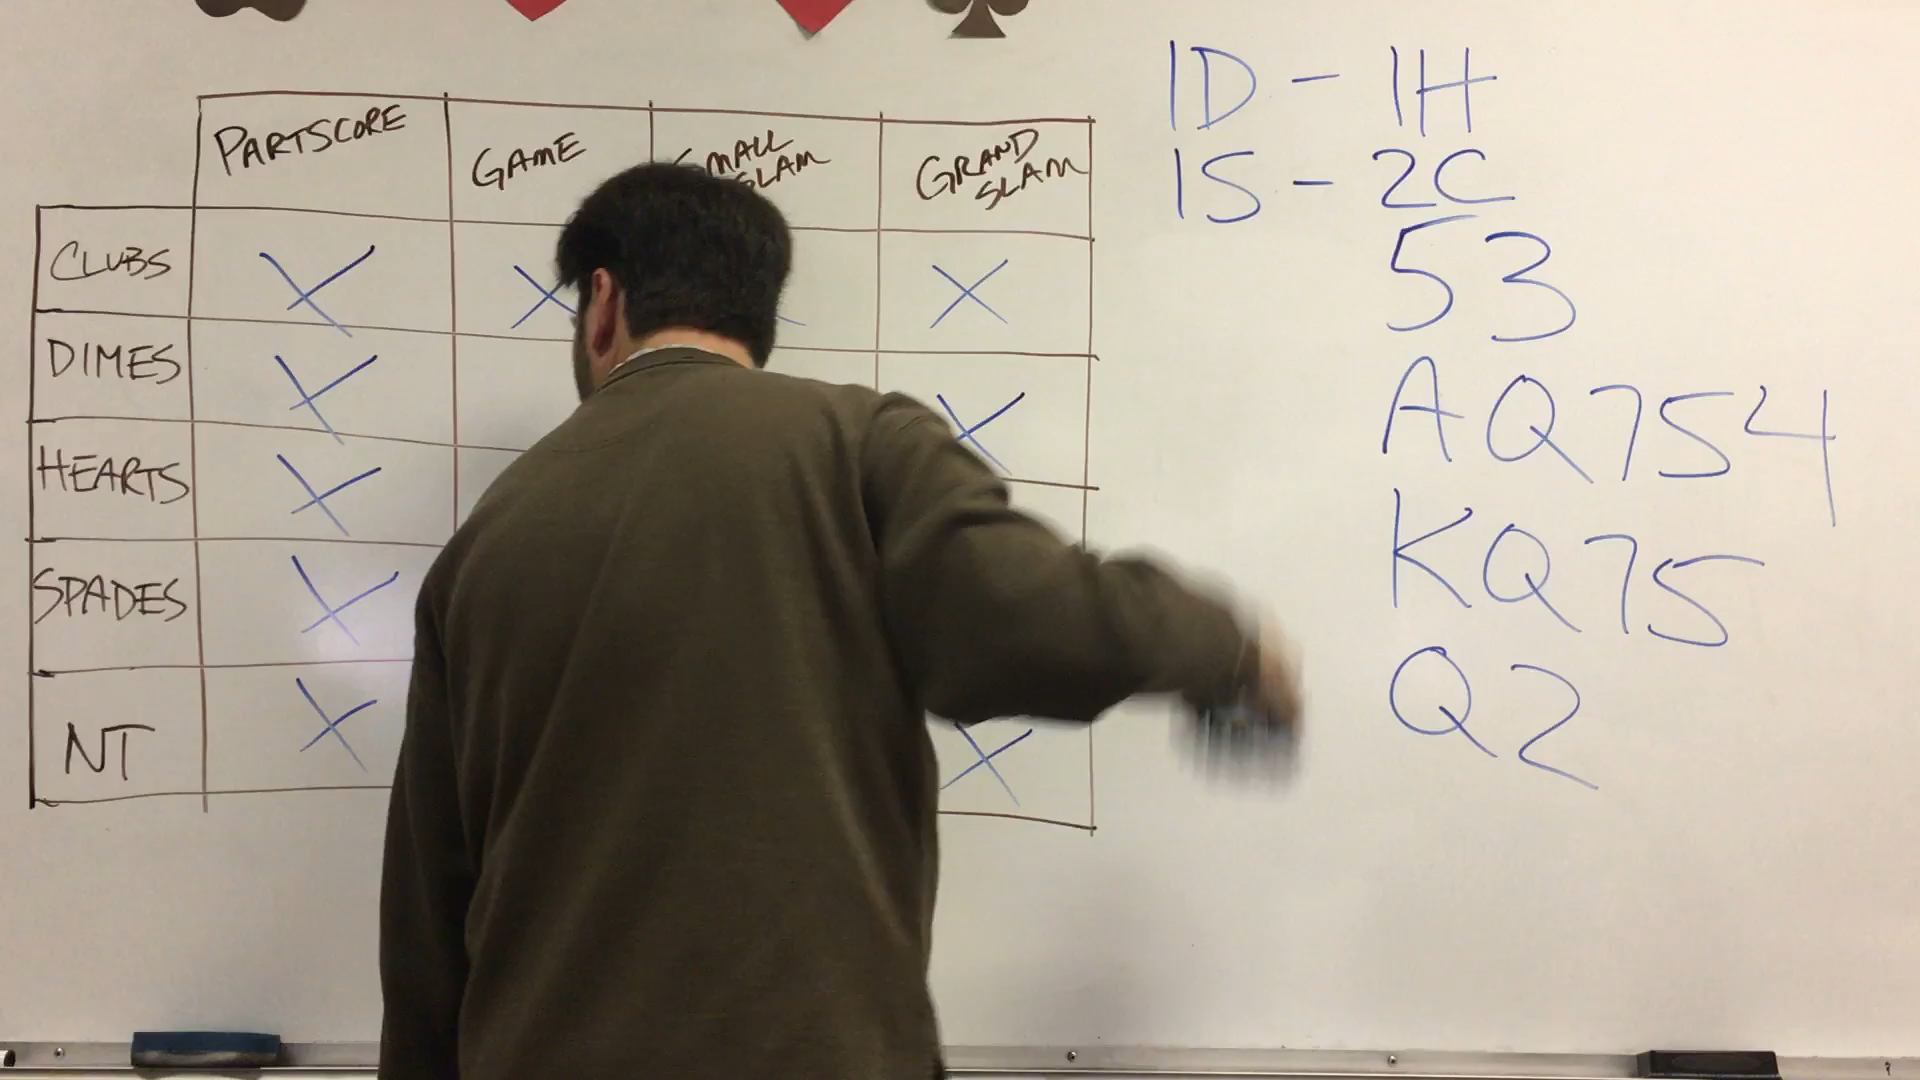 PARTSCORE GAME SMALL SLAM GRAND SLAM
CLUBS X X X
DIMES X X
HEARTS X
SPADES X
NT X X
1D - 1H
1S - 2C
53
AQ754
KQ75
Q2